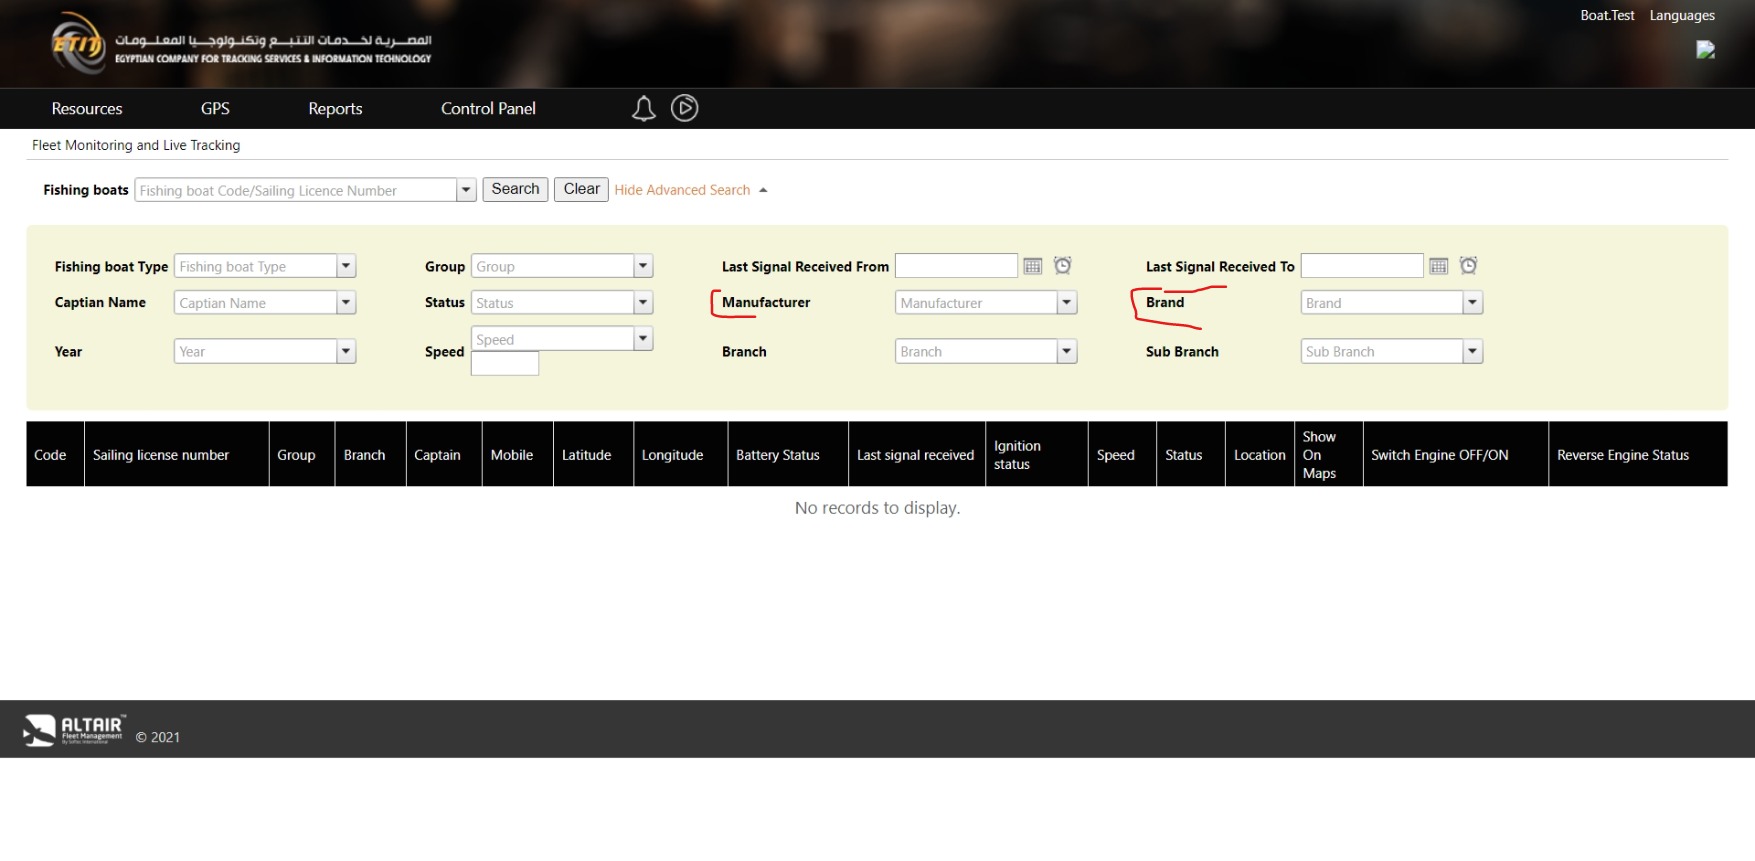 Boat.Test Languages
ETIT
المصرية لخدمات التتبع وتكنولوجيا المعلومات
EGYPTIAN COMPANY FOR TRACKING SERVICES & INFORMATION TECHNOLOGY
Resources GPS Reports Control Panel
Fleet Monitoring and Live Tracking
Fishing boats Fishing boat Code/Sailing Licence Number Search Clear Hide Advanced Search
Fishing boat Type Fishing boat Type Group Group Last Signal Received From Last Signal Received To
Captian Name Captian Name Status Status Manufacturer Manufacturer Brand Brand
Year Year Speed Speed Branch Branch Sub Branch Sub Branch
Code Sailing license number Group Branch Captain Mobile Latitude Longitude Battery Status Last signal received Ignition status Speed Status Location Show On Maps Switch Engine OFF/ON Reverse Engine Status
No records to display.
ALTAIR™
Fleet Management
By Softec International
© 2021